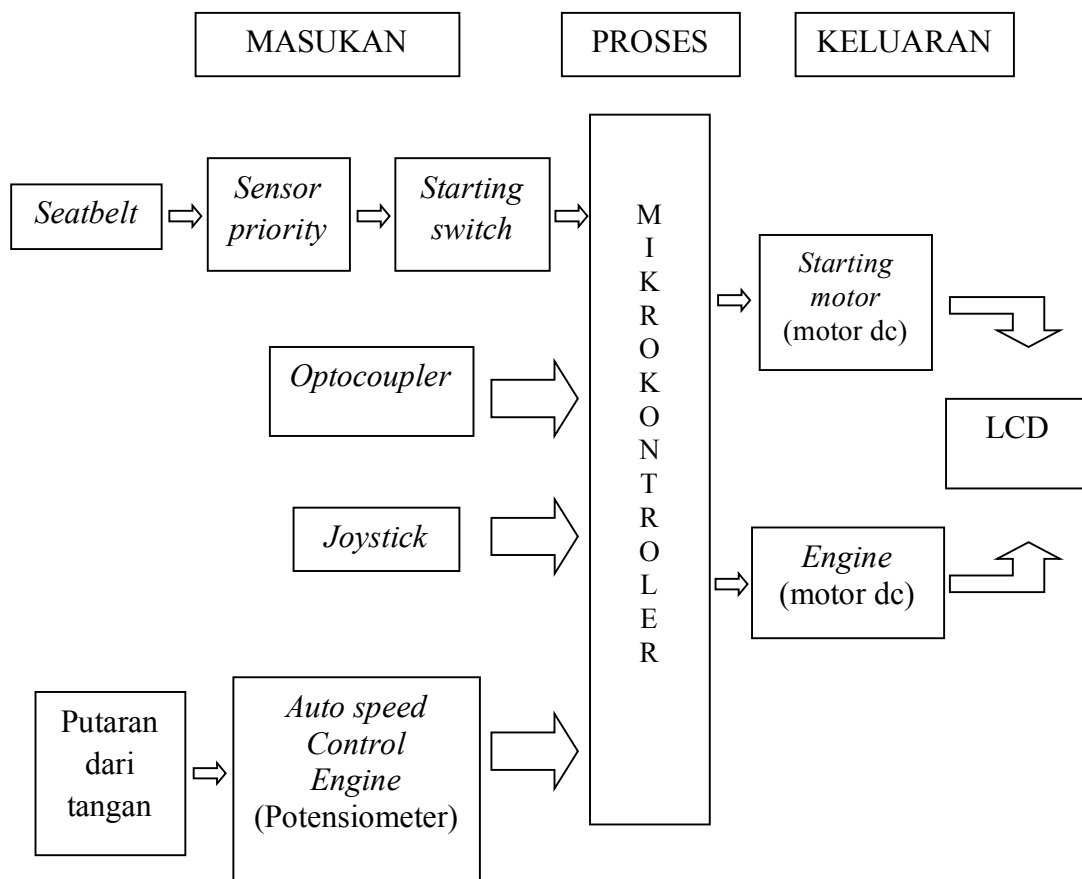 MASUKAN
PROSES
KELUARAN
Seatbelt
Sensor
priority
Starting
switch
M
I
K
R
O
K
O
N
T
R
O
L
E
R
Starting
motor
(motor dc)
Optocoupler
LCD
Joystick
Engine
(motor dc)
Putaran
dari
tangan
Auto speed
Control
Engine
(Potensiometer)